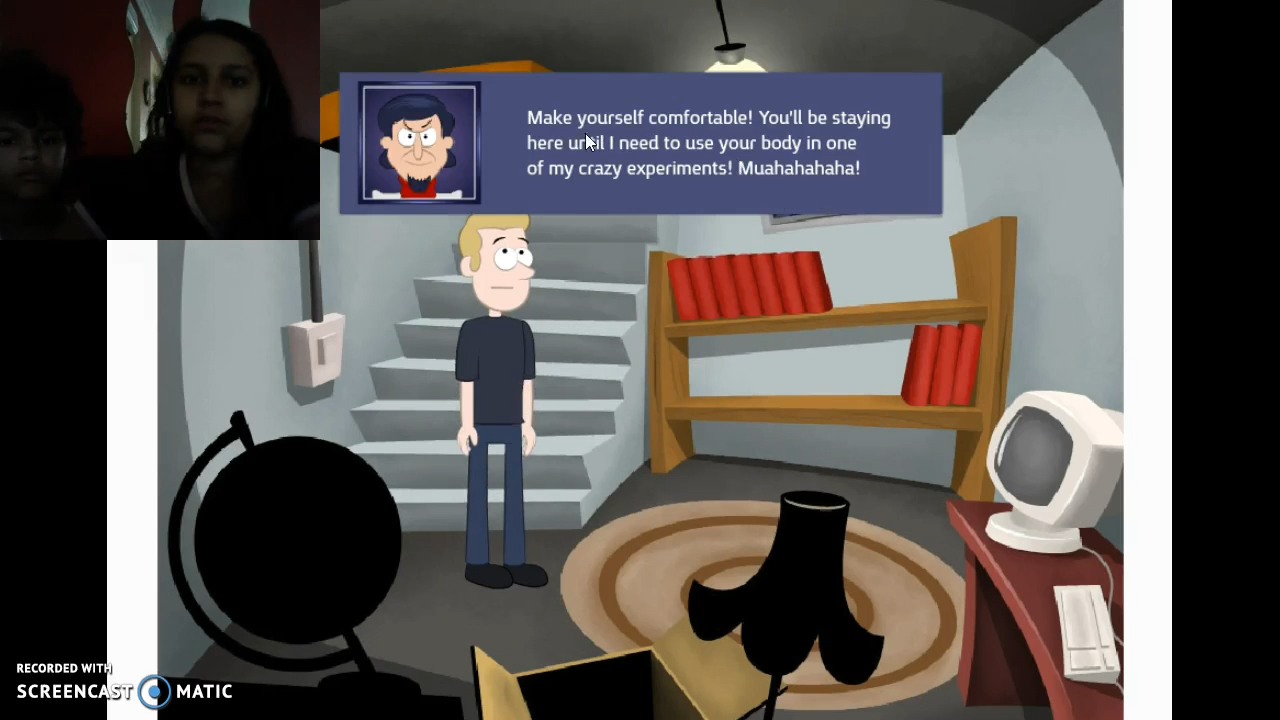 Make yourself comfortable! You'll be staying
here until I need to use your body in one
of my crazy experiments! Muahahahaha!
RECORDED WITH
SCREENCAST MATIC